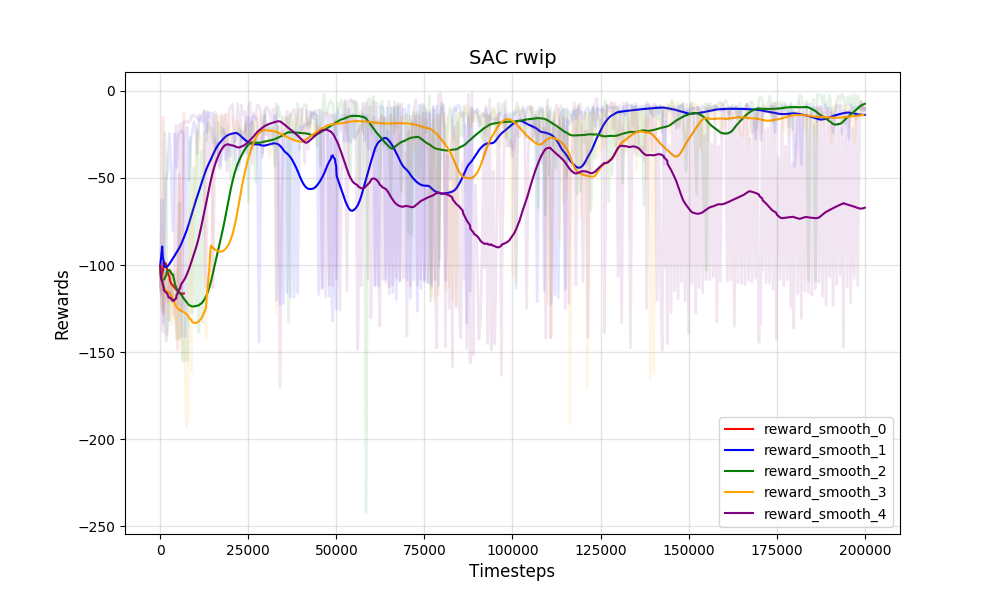 SAC rwip
Rewards
0
−50
−100
−150
−200
−250
reward_smooth_0
reward_smooth_1
reward_smooth_2
reward_smooth_3
reward_smooth_4
0 25000 50000 75000 100000 125000 150000 175000 200000
Timesteps